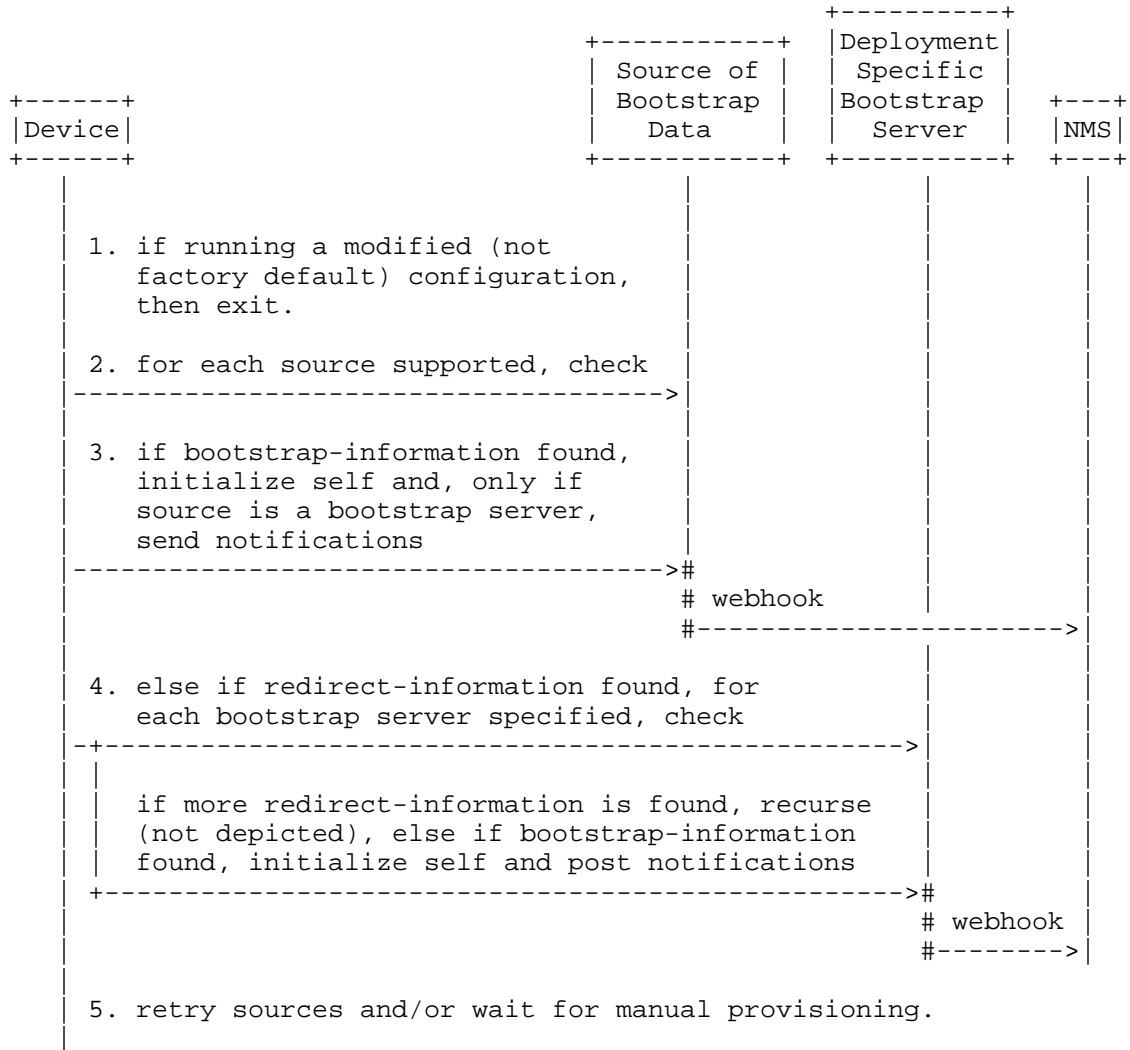 Deployment
Source of Specific
Bootstrap Bootstrap
Device Data Server NMS
1. if running a modified (not
factory default) configuration,
then exit.
2. for each source supported, check
3. if bootstrap-information found,
initialize self and, only if
source is a bootstrap server,
send notifications
webhook
4. else if redirect-information found, for
each bootstrap server specified, check
if more redirect-information is found, recurse
(not depicted), else if bootstrap-information
found, initialize self and post notifications
webhook
5. retry sources and/or wait for manual provisioning.